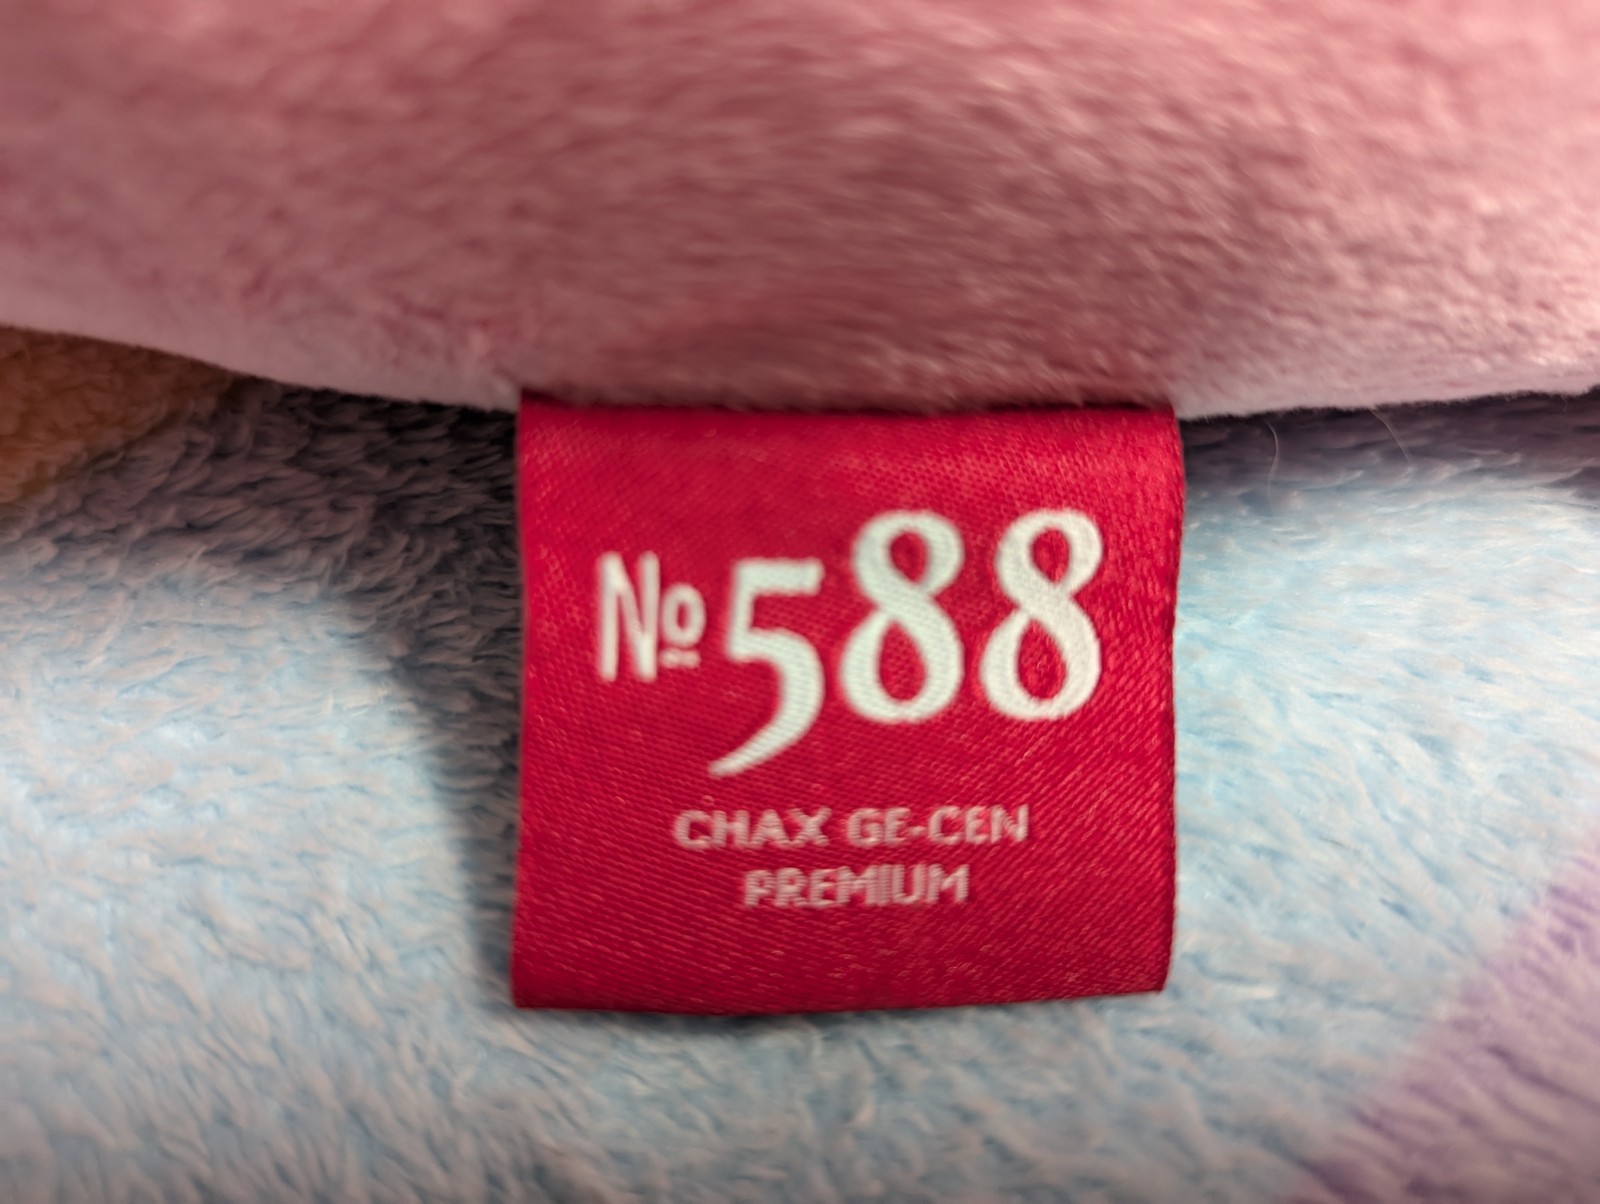 №588
CHAX GE-CEN
PREMIUM